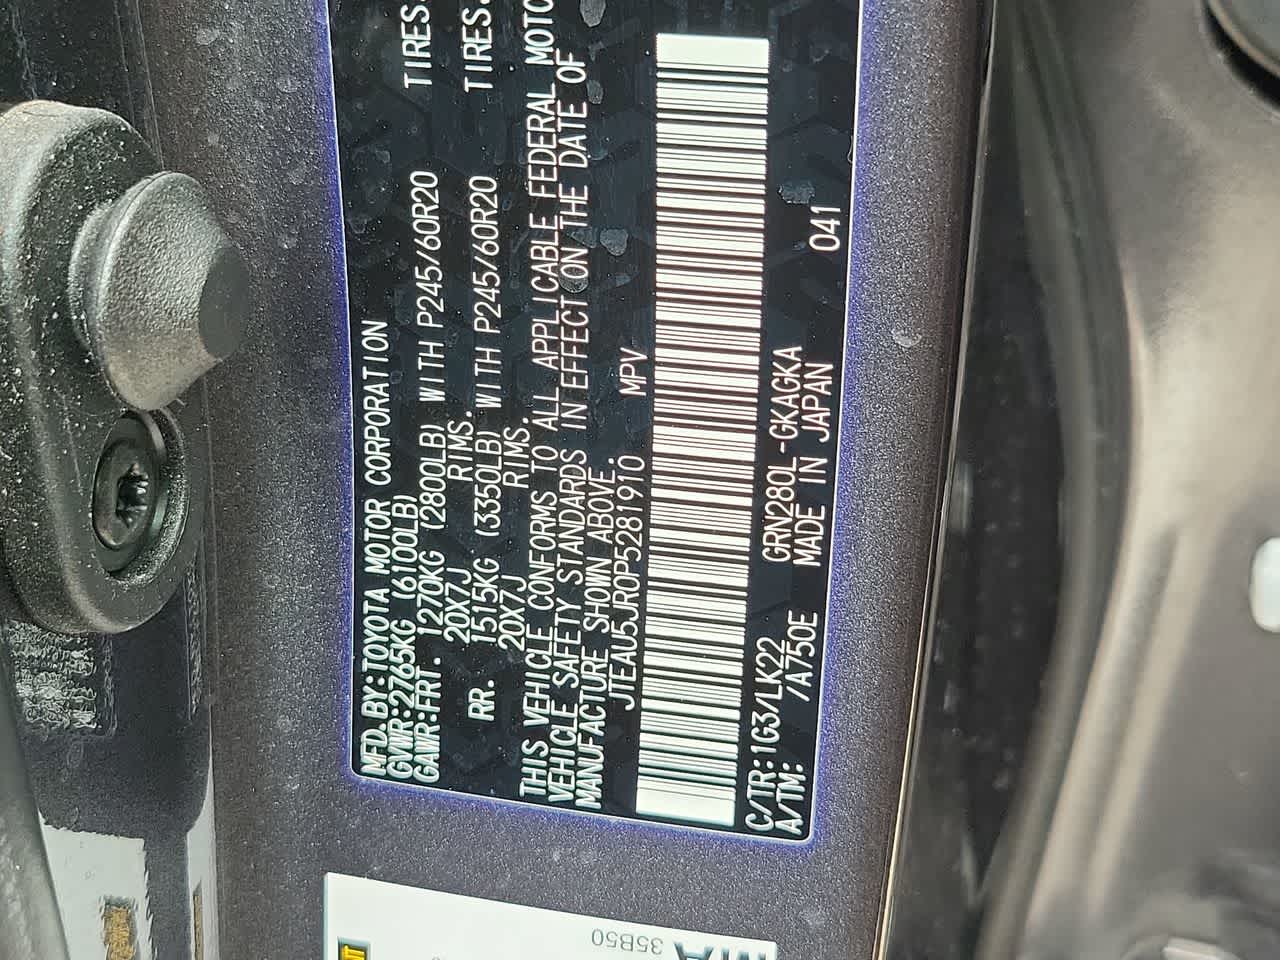 MFD.BY:TOYOTA MOTOR CORPORATION
GVWR:2765KG (6100LB)
GAWR:FRT. 1270KG (2800LB) WITH P245/60R20 TIRES.
20X7J RIMS.
RR. 1515KG (3350LB) WITH P245/60R20 TIRES.
20X7J RIMS.
THIS VEHICLE CONFORMS TO ALL APPLICABLE FEDERAL MOTO
VEHICLE SAFETY STANDARDS IN EFFECT ON THE DATE OF
MANUFACTURE SHOWN ABOVE.
JTEAU5JR0P5281910 MPV
C/TR:1G3/LK22 GRN280L-GKAGKA 041
A/TM: /A750E MADE IN JAPAN
35B50